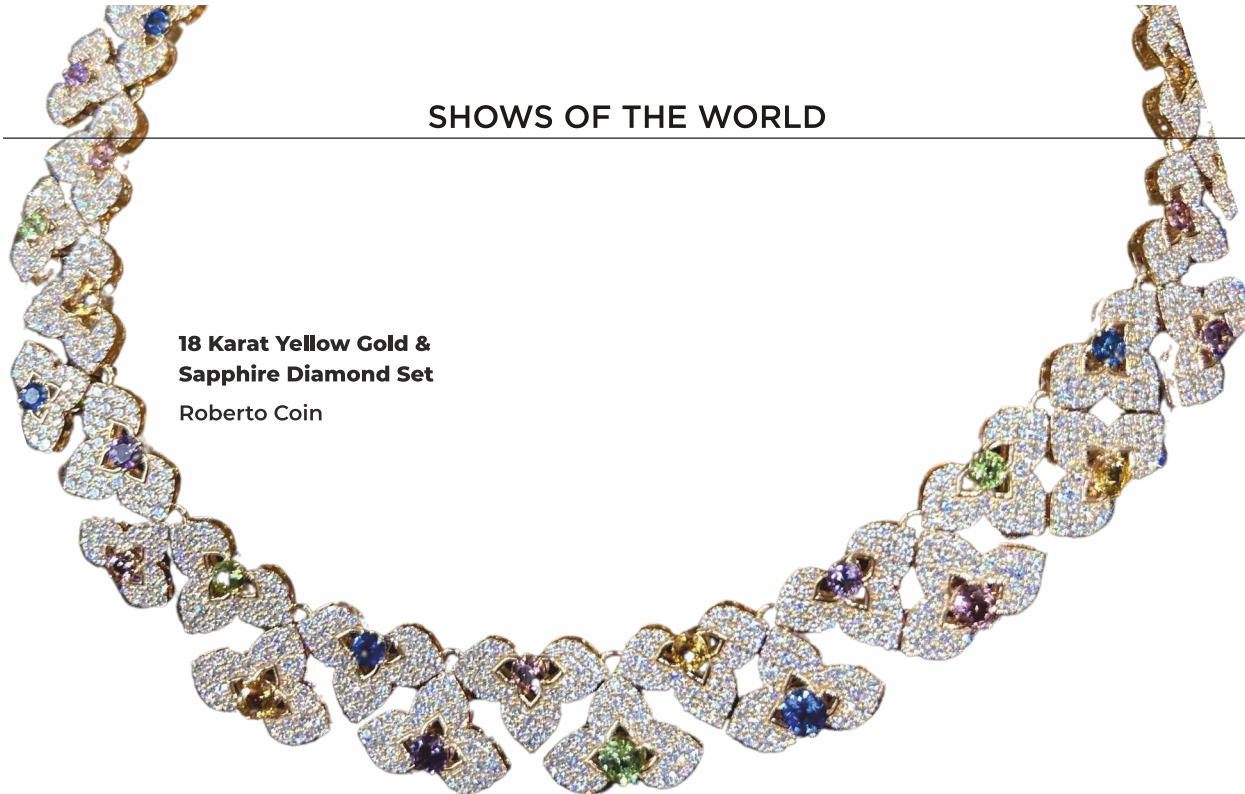 SHOWS OF THE WORLD
18 Karat Yellow Gold &
Sapphire Diamond Set
Roberto Coin